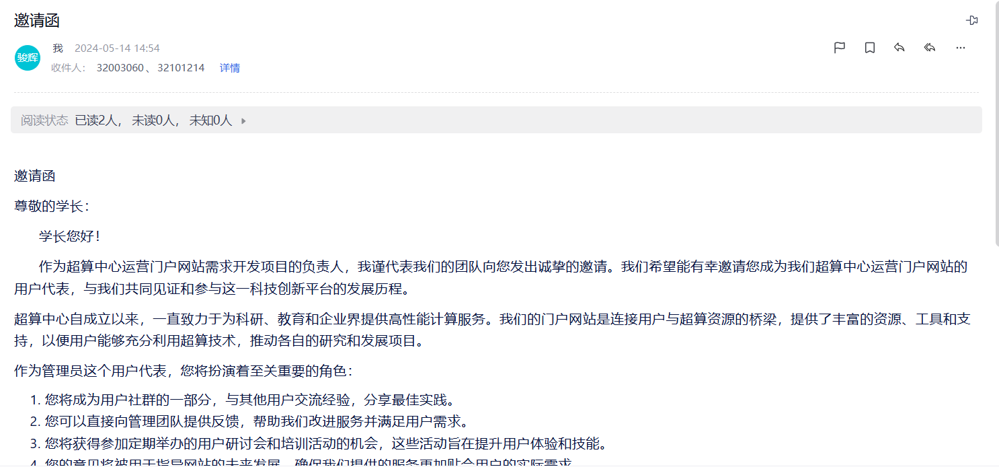 邀请函
骏辉
我 2024-05-14 14:54
收件人： 32003060、 32101214 详情
阅读状态 已读2人， 未读0人， 未知0人
邀请函
尊敬的学长：
学长您好！
作为超算中心运营门户网站需求开发项目的负责人，我谨代表我们的团队向您发出诚挚的邀请。我们希望能有幸邀请您成为我们超算中心运营门户网站的
用户代表，与我们共同见证和参与这一科技创新平台的发展历程。
超算中心自成立以来，一直致力于为科研、教育和企业界提供高性能计算服务。我们的门户网站是连接用户与超算资源的桥梁，提供了丰富的资源、工具和支
持，以便用户能够充分利用超算技术，推动各自的研究和发展项目。
作为管理员这个用户代表，您将扮演着至关重要的角色：
1. 您将成为用户社群的一部分，与其他用户交流经验，分享最佳实践。
2. 您可以直接向管理团队提供反馈，帮助我们改进服务并满足用户需求。
3. 您将获得参加定期举办的用户研讨会和培训活动的机会，这些活动旨在提升用户体验和技能。
4. 您的意见将被用于指导网站的未来发展，确保我们提供的服务更加贴合用户的实际需求。